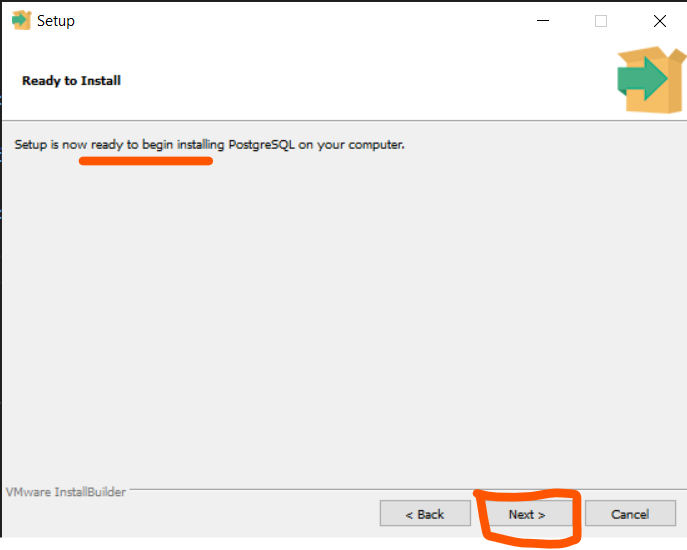 Setup
Ready to Install
Setup is now ready to begin installing PostgreSQL on your computer.
VMware InstallBuilder
< Back
Next >
Cancel